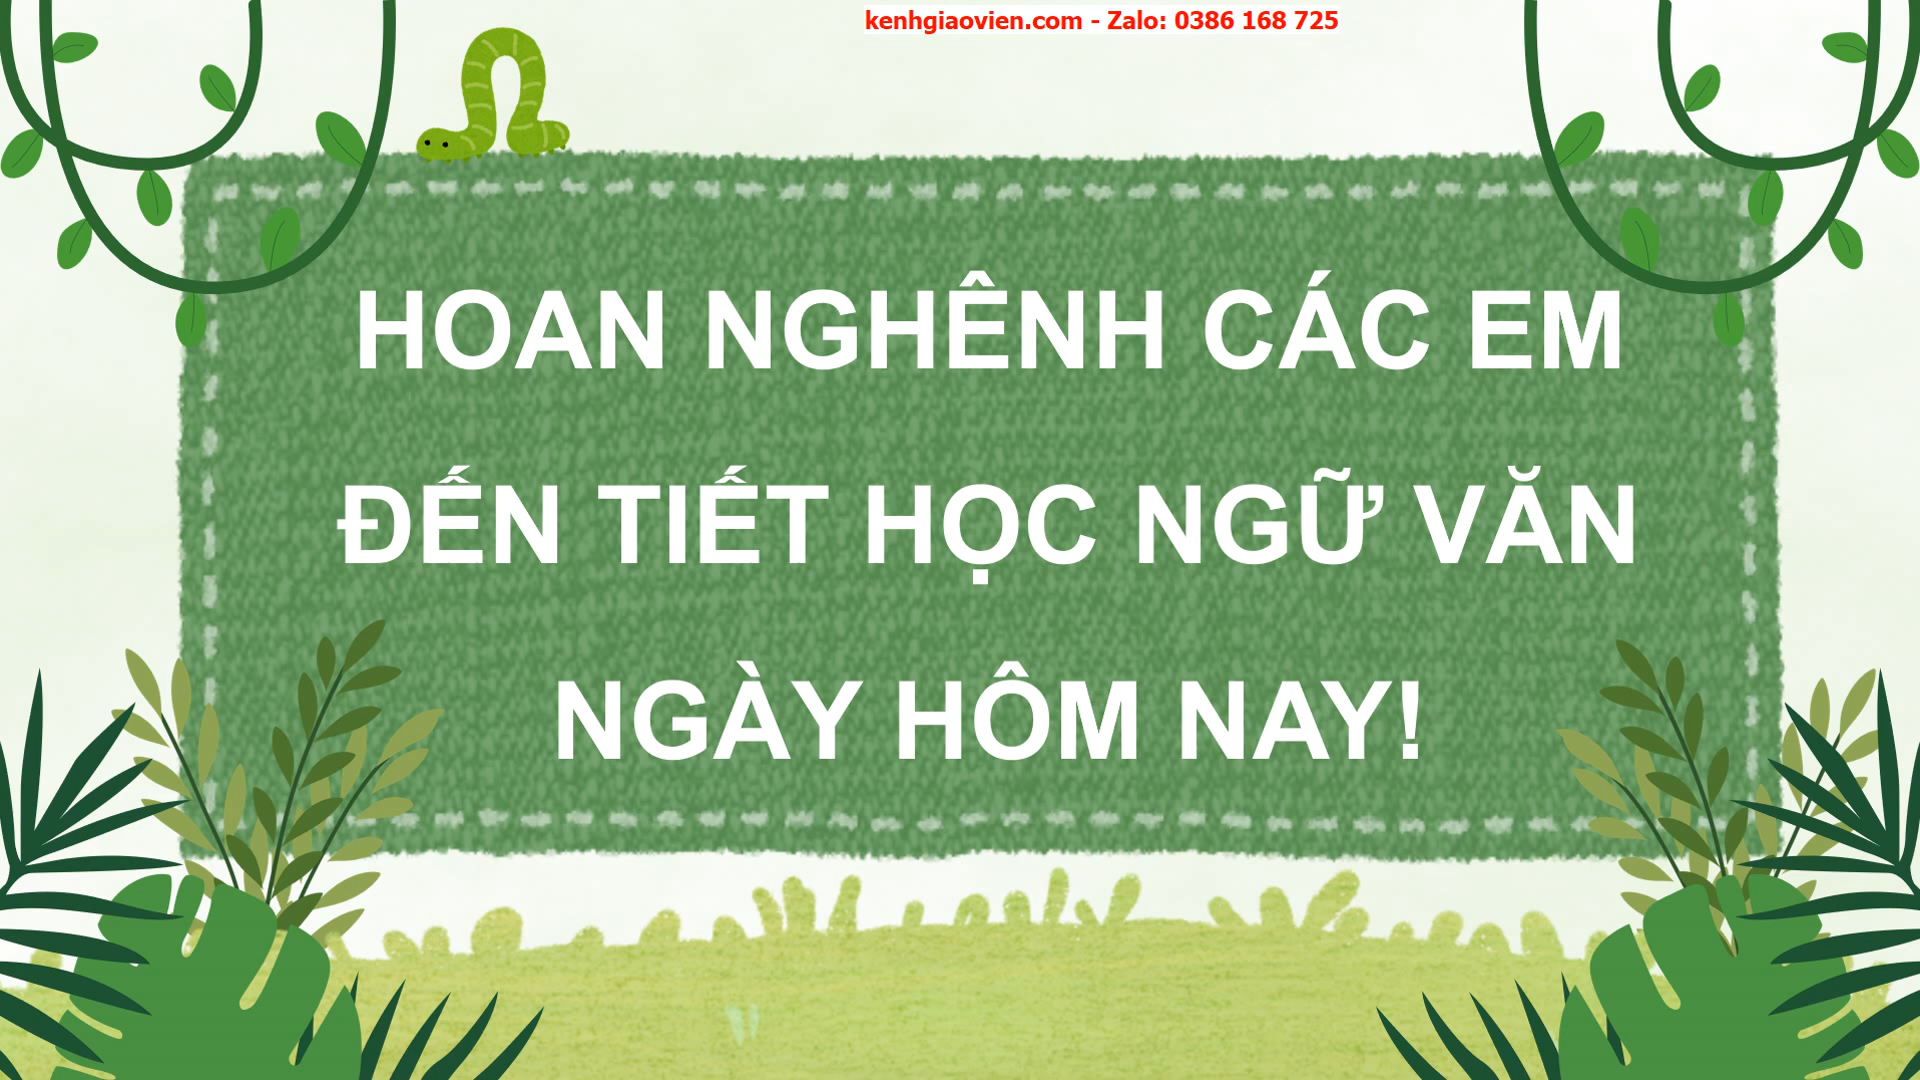 kenhgiaovien.com - Zalo: 0386 168 725
HOAN NGHÊNH CÁC EM
ĐẾN TIẾT HỌC NGỮ VĂN
NGÀY HÔM NAY!